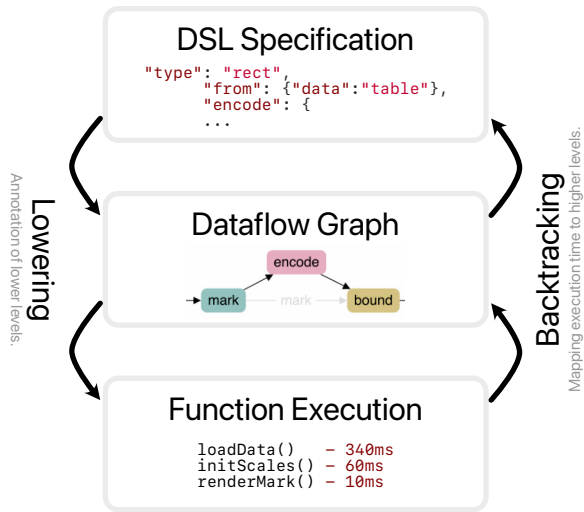 DSL Specification
"type": "rect",
"from": {"data":"table"},
"encode": {
...
Lowering
Annotation of lower levels.
Backtracking
Mapping execution time to higher levels.
Dataflow Graph
encode
mark
mark
bound
Function Execution
loadData() – 340ms
initScales() – 60ms
renderMark() – 10ms